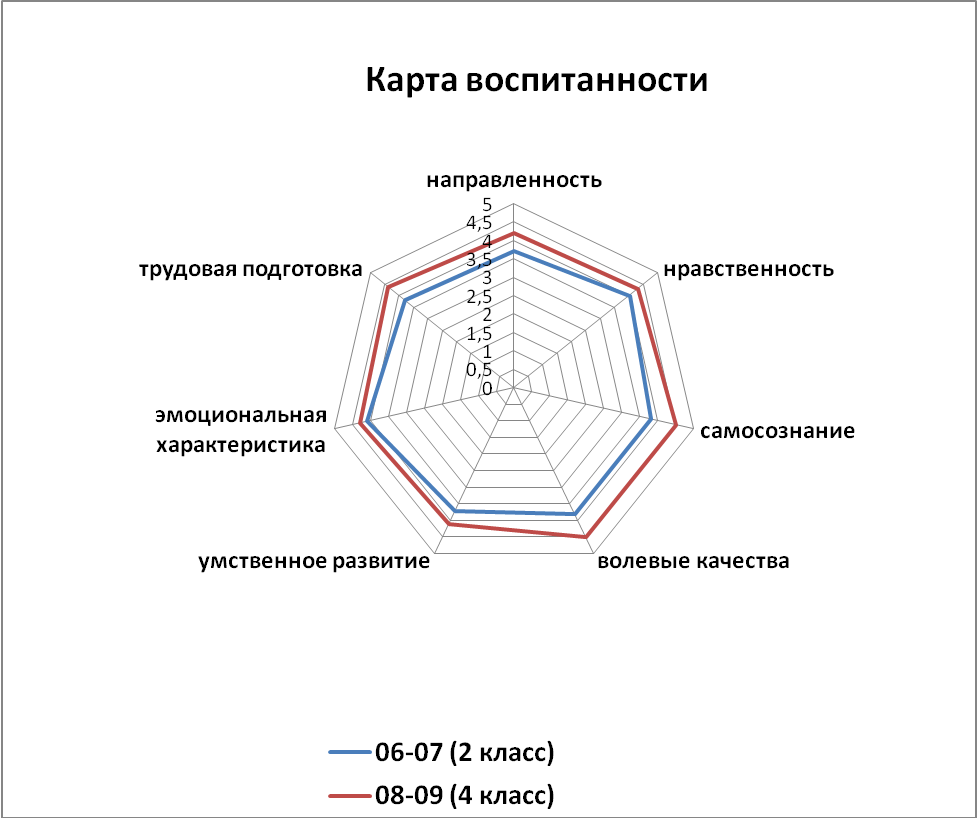 Карта воспитанности
направленность
5
4,5
4
3,5
3
2,5
2
1,5
1
0,5
0
нравственность
самосознание
волевые качества
умственное развитие
эмоциональная
характеристика
трудовая подготовка
06-07 (2 класс)
08-09 (4 класс)